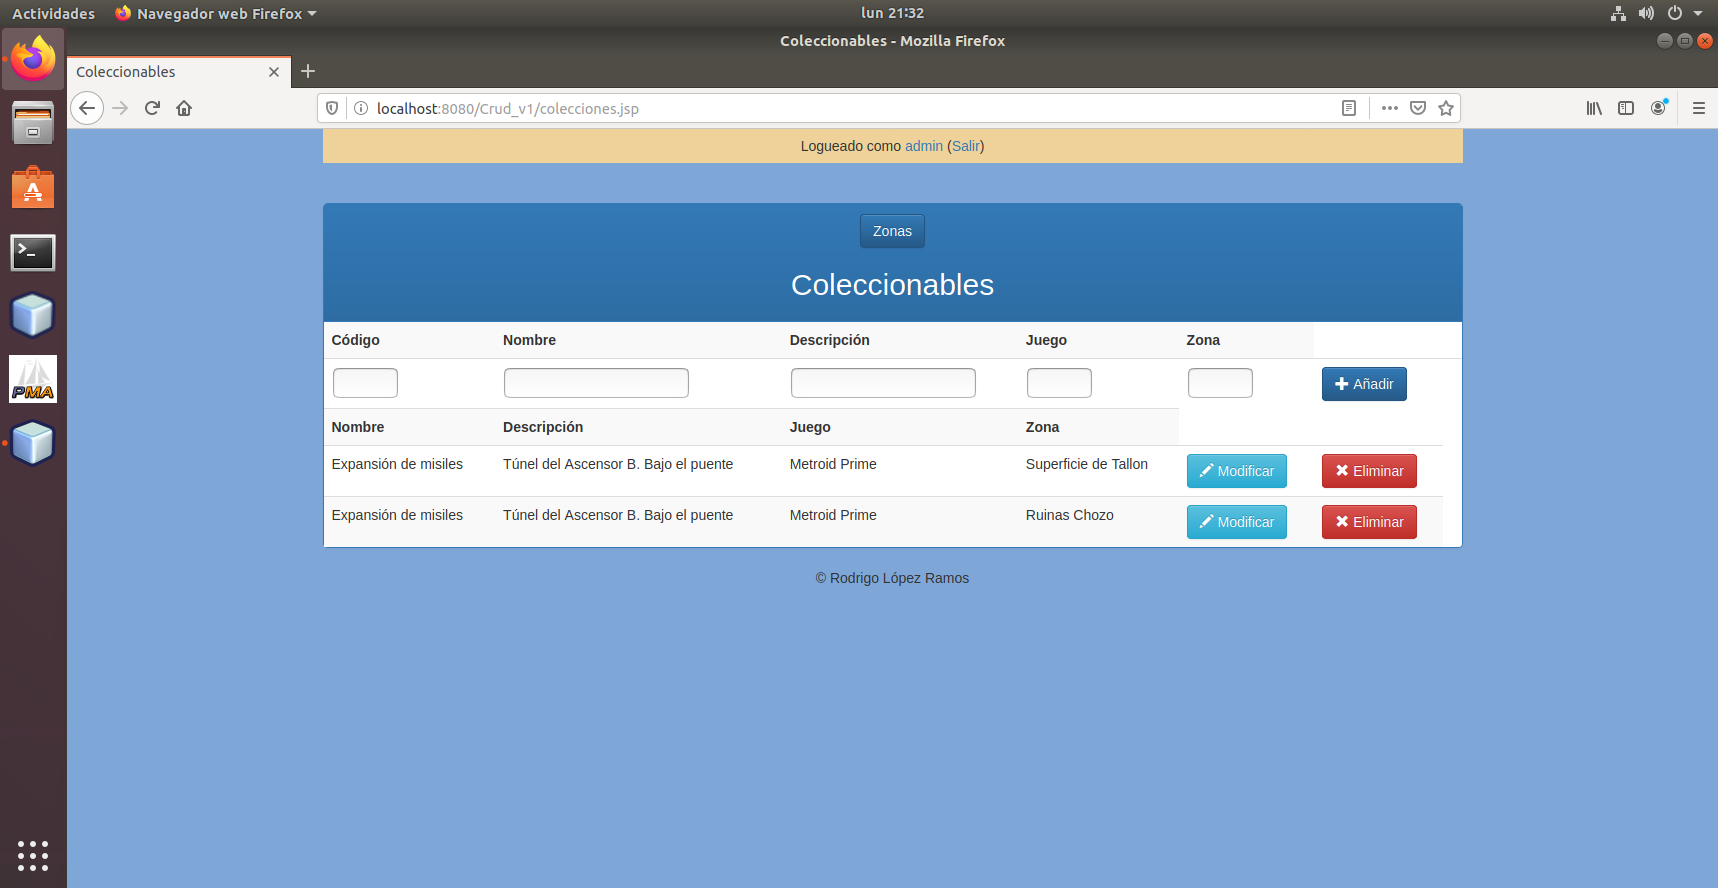 Actividades Navegador web Firefox lun 21:32
Coleccionables - Mozilla Firefox
Coleccionables
localhost:8080/Crud_v1/colecciones.jsp
Logueado como admin (Salir)
Zonas
Coleccionables
Código Nombre Descripción Juego Zona
Añadir
Nombre Descripción Juego Zona
Expansión de misiles Túnel del Ascensor B. Bajo el puente Metroid Prime Superficie de Tallon Modificar Eliminar
Expansión de misiles Túnel del Ascensor B. Bajo el puente Metroid Prime Ruinas Chozo Modificar Eliminar
© Rodrigo López Ramos
PMA